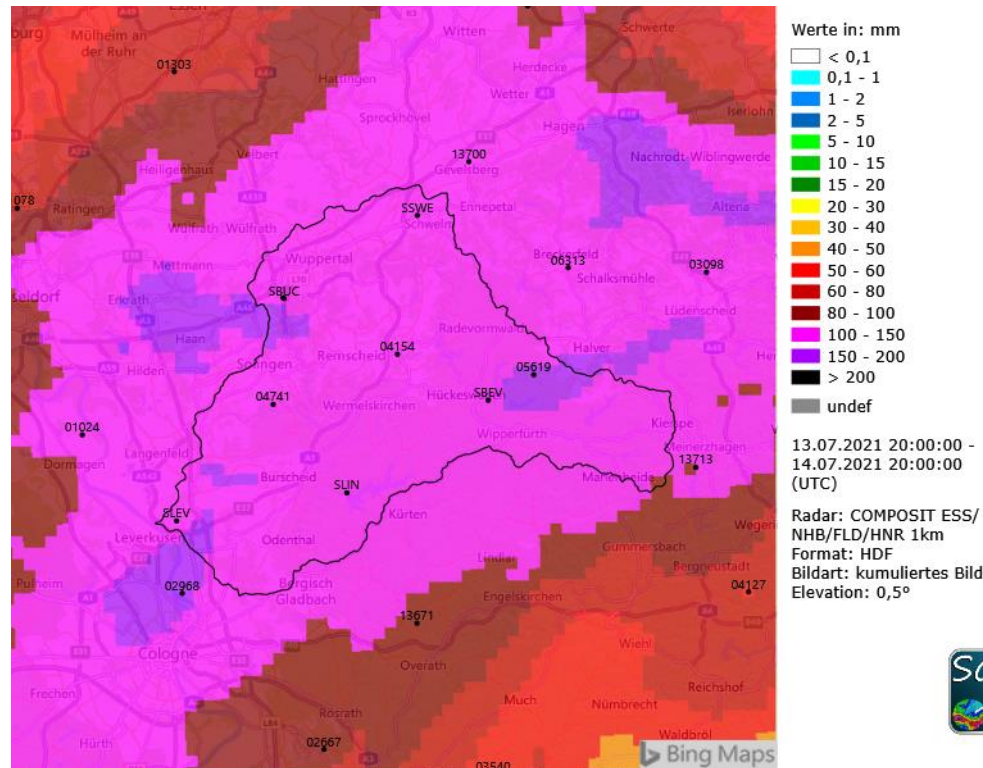 Witten
Schwerte
Mülheim an
der Ruhr
01303
Herdecke
Hattingen
Wetter
Iserlohn
Sprockhövel
Hagen
13700
Gevelsberg
Nachrodt-Wiblingwerde
Velbert
Heiligenhaus
078
Ratingen
SSWE
Schwelm
Ennepetal
Altena
Wülfrath Wülfrath
Wuppertal
Breckerfeld
06313
03098
Mettmann
Schalksmühle
SBUC
seldorf
Erkrath
Lüdenscheid
Radevormwald
Haan
04154
Halver
Remscheid
Hilden
Solingen
05619
04741
Hückeswagen
SBEV
Wermelskirchen
Kierspe
01024
Wipperfürth
Meinerzhagen
Langenfeld
13713
Dormagen
Burscheid
Marienheide
SLIN
SLEV
Kürten
Leverkusen
Odenthal
Gummersbach
Lindlar
Bergneustadt
Pulheim
02968
Bergisch
Gladbach
Engelskirchen
04127
13671
Cologne
Wiehl
Overath
Frechen
Reichshof
Much
Nümbrecht
Rösrath
Hürth
02667
Waldbröl
03540
Bing Maps
Werte in: mm
< 0,1
0,1 - 1
1 - 2
2 - 5
5 - 10
10 - 15
15 - 20
20 - 30
30 - 40
40 - 50
50 - 60
60 - 80
80 - 100
100 - 150
150 - 200
> 200
undef
13.07.2021 20:00:00 -
14.07.2021 20:00:00
(UTC)
Radar: COMPOSIT ESS/
NHB/FLD/HNR 1km
Format: HDF
Bildart: kumuliertes Bild
Elevation: 0,5°